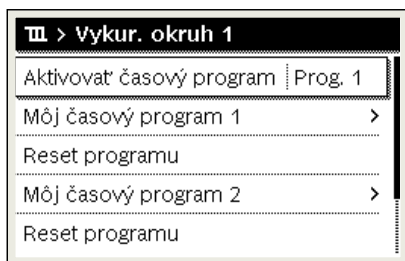 > Vykur. okruh 1
Aktivovať časový program Prog. 1
Môj časový program 1 >
Reset programu
Môj časový program 2 >
Reset programu